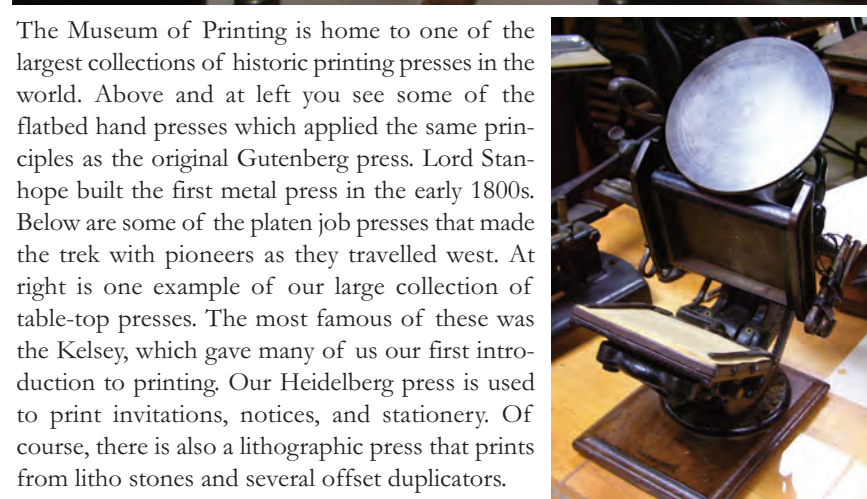 The Museum of Printing is home to one of the
largest collections of historic printing presses in the
world. Above and at left you see some of the
flatbed hand presses which applied the same prin-
ciples as the original Gutenberg press. Lord Stan-
hope built the first metal press in the early 1800s.
Below are some of the platen job presses that made
the trek with pioneers as they travelled west. At
right is one example of our large collection of
table-top presses. The most famous of these was
the Kelsey, which gave many of us our first intro-
duction to printing. Our Heidelberg press is used
to print invitations, notices, and stationery. Of
course, there is also a lithographic press that prints
from litho stones and several offset duplicators.